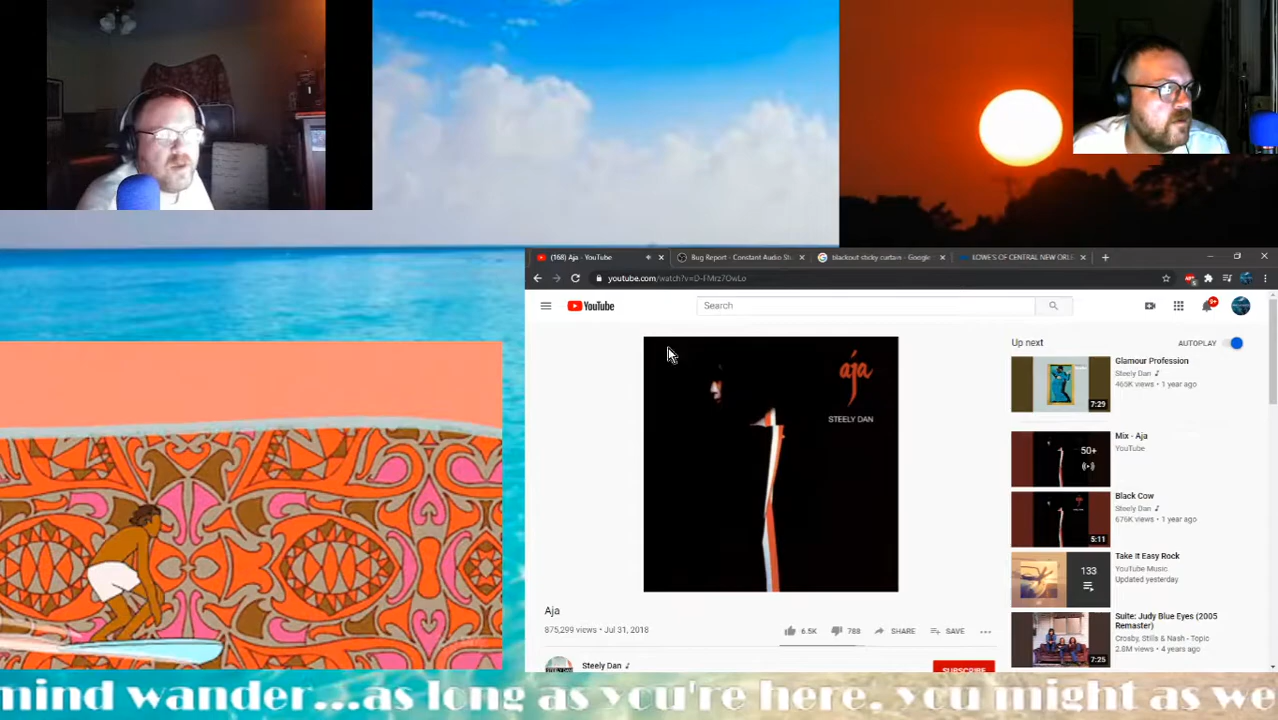 (168) Aja - YouTube
Bug Report - Constant Audio Stu
blackout sticky curtain - Google
LOWE'S OF CENTRAL NEW ORL
youtube.com/watch?v=D-FMrz7OwLo
YouTube
Search
9+
aja
STEELY DAN
Up next
AUTOPLAY
Glamour Profession
Steely Dan
465K views • 1 year ago
7:29
Mix - Aja
YouTube
50+
Black Cow
Steely Dan
676K views • 1 year ago
5:11
Take It Easy Rock
YouTube Music
Updated yesterday
133
Suite: Judy Blue Eyes (2005
Remaster)
Crosby, Stills & Nash - Topic
2.8M views • 4 years ago
7:25
Aja
875,299 views • Jul 31, 2018
6.5K
788
SHARE
SAVE
Steely Dan
SUBSCRIBE
mind wander...as long as you're here, you might as we